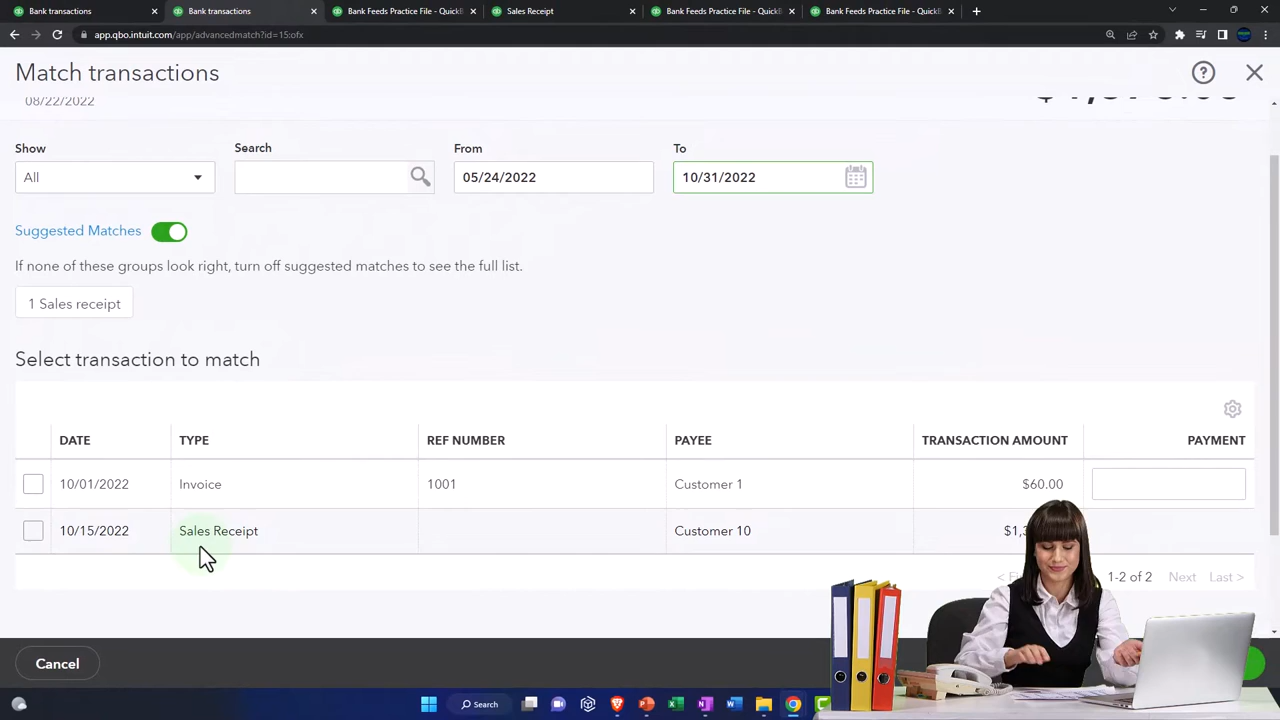 Bank transactions
Bank transactions
Bank Feeds Practice File - QuickB
Sales Receipt
Bank Feeds Practice File - QuickB
Bank Feeds Practice File - QuickB
app.qbo.intuit.com/app/advancedmatch?id=15:ofx
Match transactions
08/22/2022
Show
Search
From
To
All
05/24/2022
10/31/2022
Suggested Matches
If none of these groups look right, turn off suggested matches to see the full list.
1 Sales receipt
Select transaction to match
DATE TYPE REF NUMBER PAYEE TRANSACTION AMOUNT PAYMENT
10/01/2022 Invoice 1001 Customer 1 $60.00
10/15/2022 Sales Receipt Customer 10
1-2 of 2 Next Last >
Cancel
Search